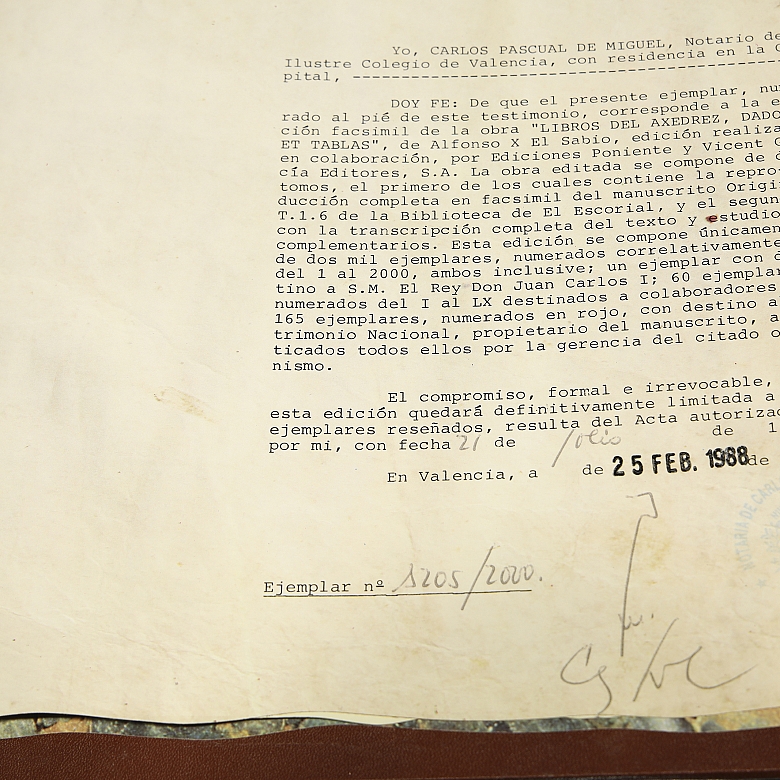 Yo, CARLOS PASCUAL DE MIGUEL, Notario de
Ilustre Colegio de Valencia, con residencia en la
pital, ----------------------------------------
DOY FE: De que el presente ejemplar, nu
rado al pié de este testimonio, corresponde a la e
ción facsimil de la obra "LIBROS DEL AXEDREZ, DADO
ET TABLAS", de Alfonso X El Sabio, edición realiza
en colaboración, por Ediciones Poniente y Vicent G
cía Editores, S.A. La obra editada se compone de
tomos, el primero de los cuales contiene la repro-
ducción completa en facsimil del manuscrito Origi
T.1.6 de la Biblioteca de El Escorial, y el segun
con la transcripción completa del texto y estudio
complementarios. Esta edición se compone únicamen
de dos mil ejemplares, numerados correlativamente
del 1 al 2000, ambos inclusive; un ejemplar con d
tino a S.M. El Rey Don Juan Carlos I; 60 ejemplar
numerados del I al LX destinados a colaboradores
165 ejemplares, numerados en rojo, con destino a
trimonio Nacional, propietario del manuscrito, a
ticados todos ellos por la gerencia del citado o
nismo.
El compromiso, formal e irrevocable,
esta edición quedará definitivamente limitada a
ejemplares reseñados, resulta del Acta autorizad
por mi, con fecha 21 de Julio de 1
En Valencia, a de 25 FEB. 1988 de
Ejemplar nº 1205/2000.
NOTARIA DE CARL